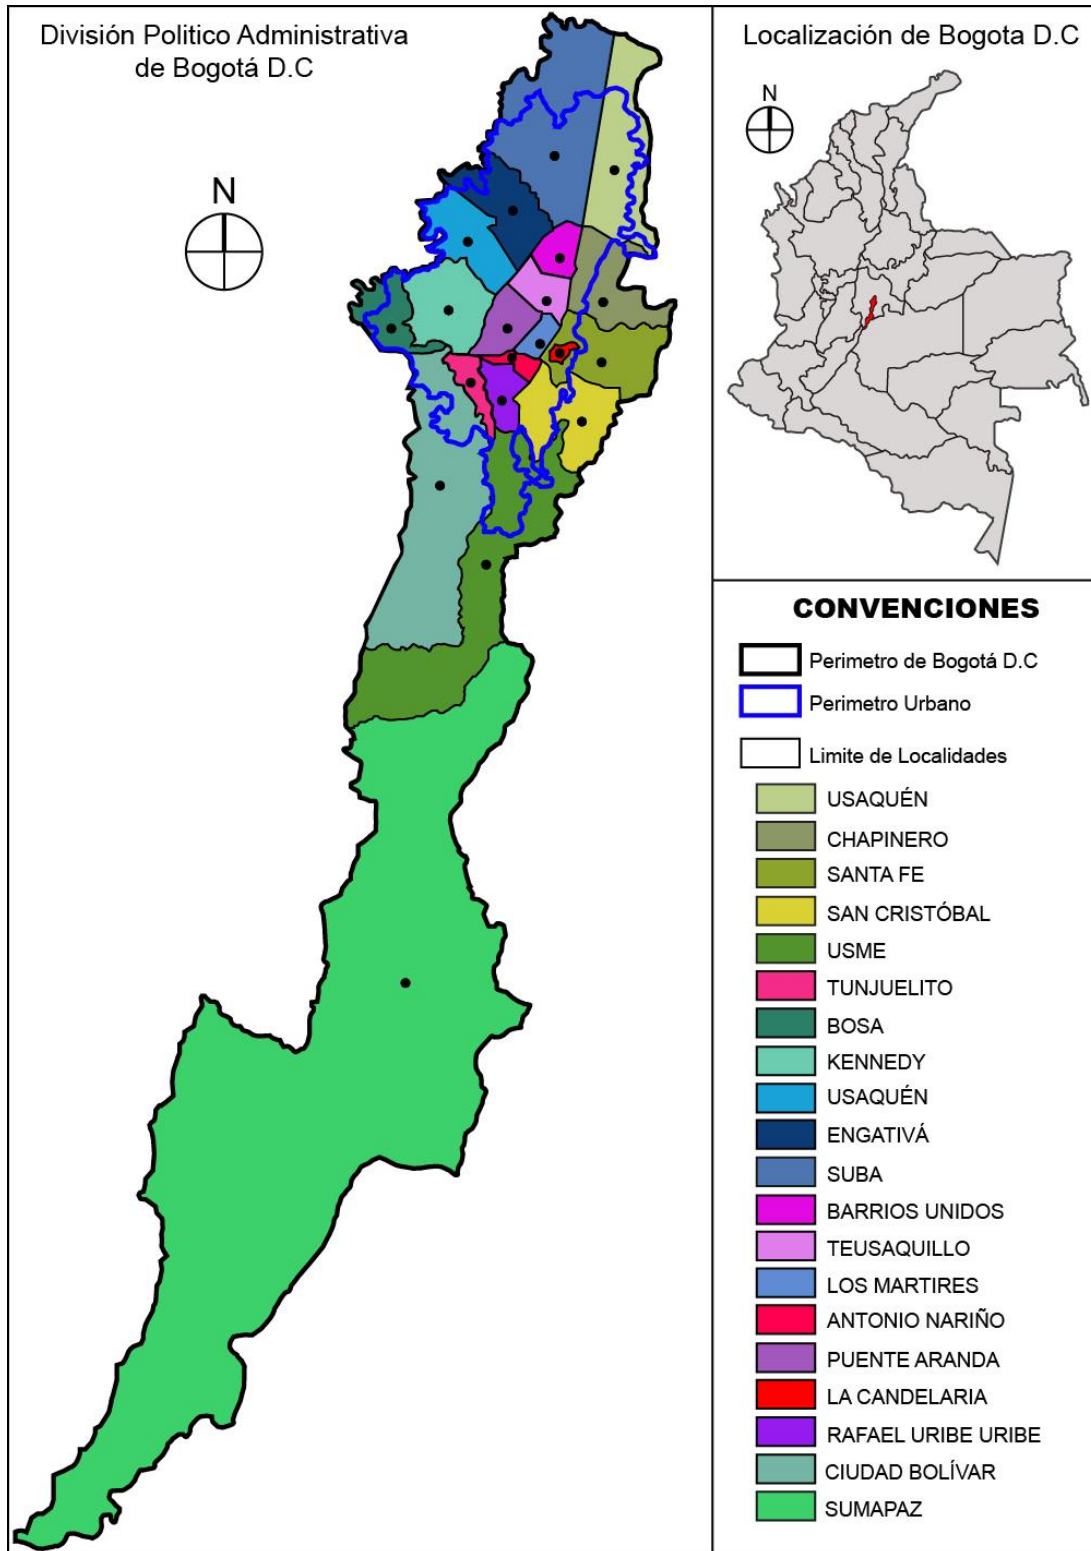 División Politico Administrativa
de Bogotá D.C
N
Localización de Bogota D.C
N
CONVENCIONES
Perimetro de Bogotá D.C
Perimetro Urbano
Limite de Localidades
USAQUÉN
CHAPINERO
SANTA FE
SAN CRISTÓBAL
USME
TUNJUELITO
BOSA
KENNEDY
USAQUÉN
ENGATIVÁ
SUBA
BARRIOS UNIDOS
TEUSAQUILLO
LOS MARTIRES
ANTONIO NARIÑO
PUENTE ARANDA
LA CANDELARIA
RAFAEL URIBE URIBE
CIUDAD BOLÍVAR
SUMAPAZ